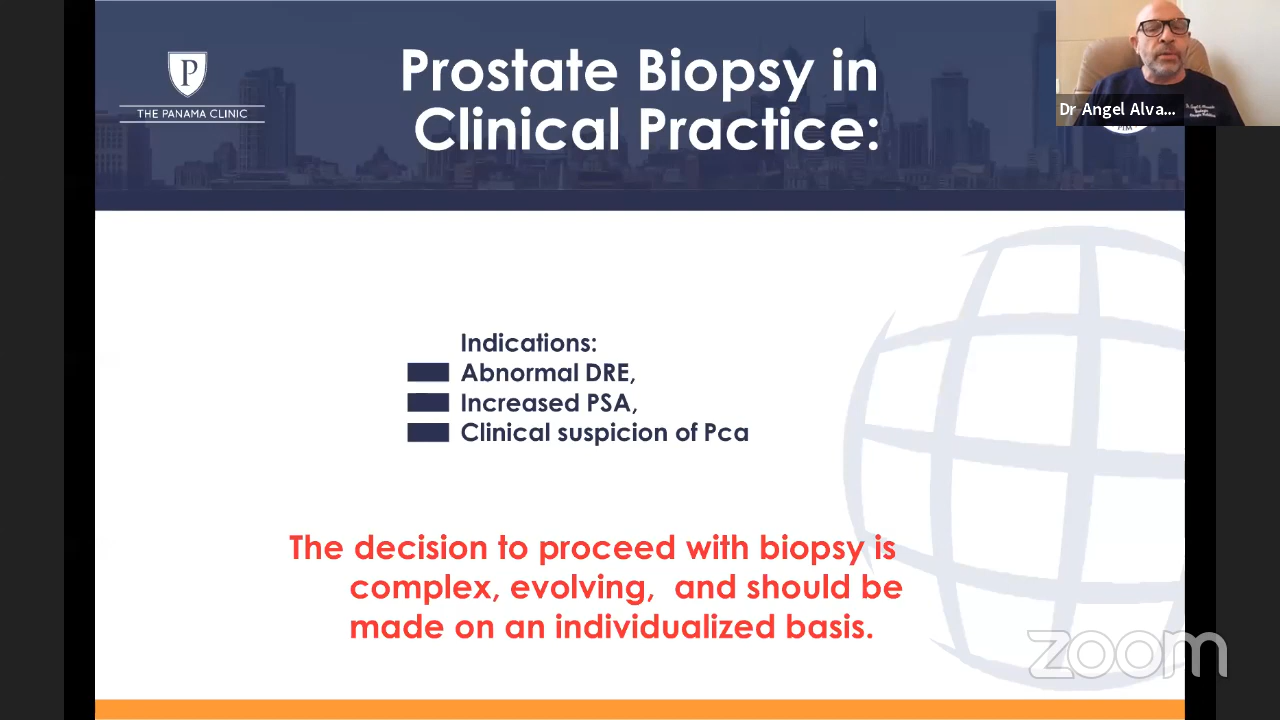 Prostate Biopsy in
Clinical Practice:
P
THE PANAMA CLINIC
Dr Angel Alva...
PIM
Indications:
Abnormal DRE,
Increased PSA,
Clinical suspicion of Pca
The decision to proceed with biopsy is
complex, evolving, and should be
made on an individualized basis.
zoom